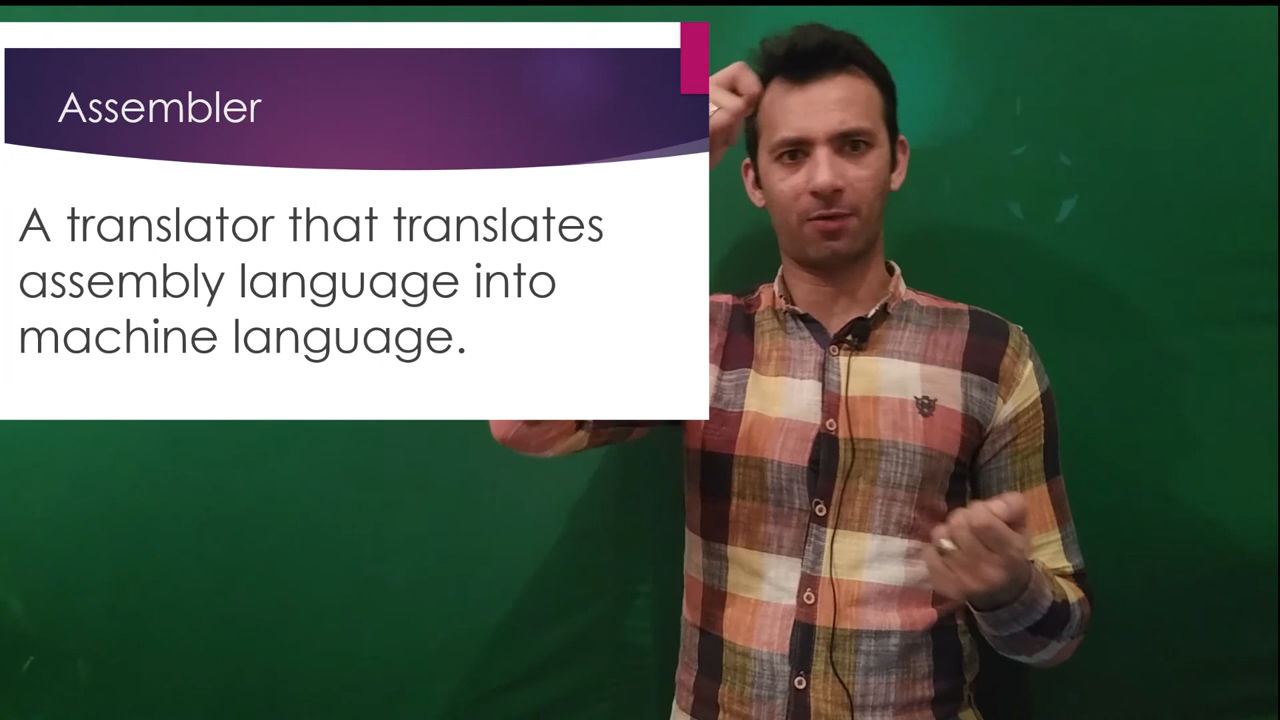 Assembler
A translator that translates
assembly language into
machine language.